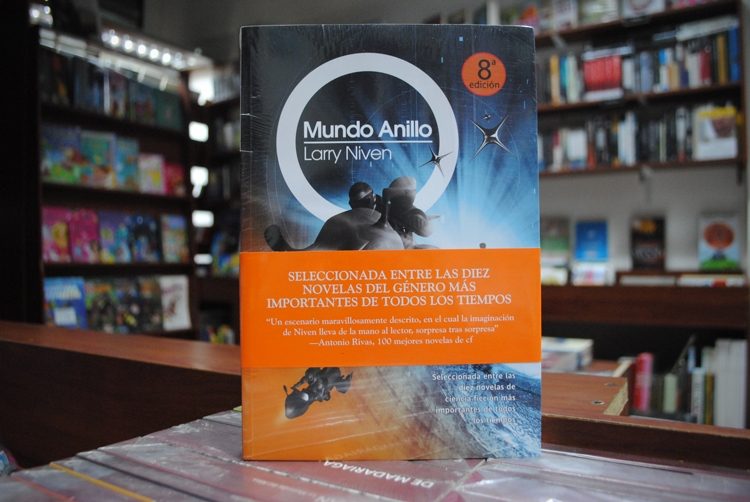 8ª
edición
Mundo Anillo
Larry Niven
SELECCIONADA ENTRE LAS DIEZ
NOVELAS DEL GÉNERO MÁS
IMPORTANTES DE TODOS LOS TIEMPOS
“Un escenario maravillosamente descrito, en el cual la imaginación
de Niven lleva de la mano al lector, sorpresa tras sorpresa”
—Antonio Rivas, 100 mejores novelas de cf
Seleccionada entre las
diez novelas de
ciencia ficción más
importantes de todos
los tiempos
DE MADARIAGA